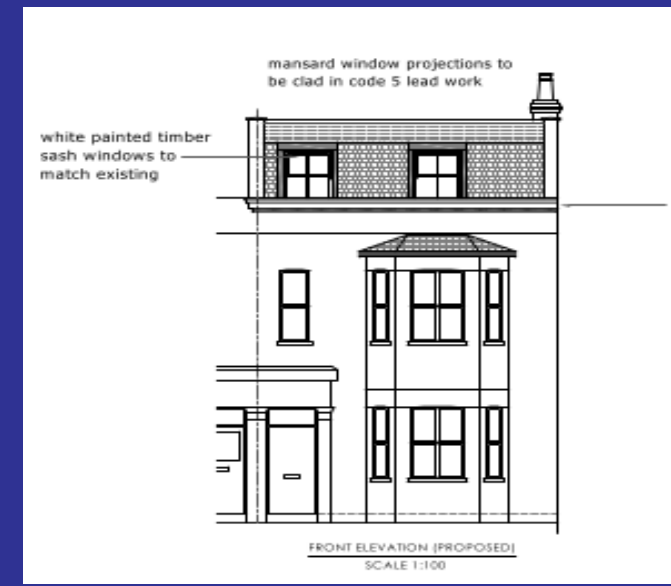 mansard window projections to
be clad in code 5 lead work
white painted timber
sash windows to
match existing
FRONT ELEVATION (PROPOSED)
SCALE 1:100